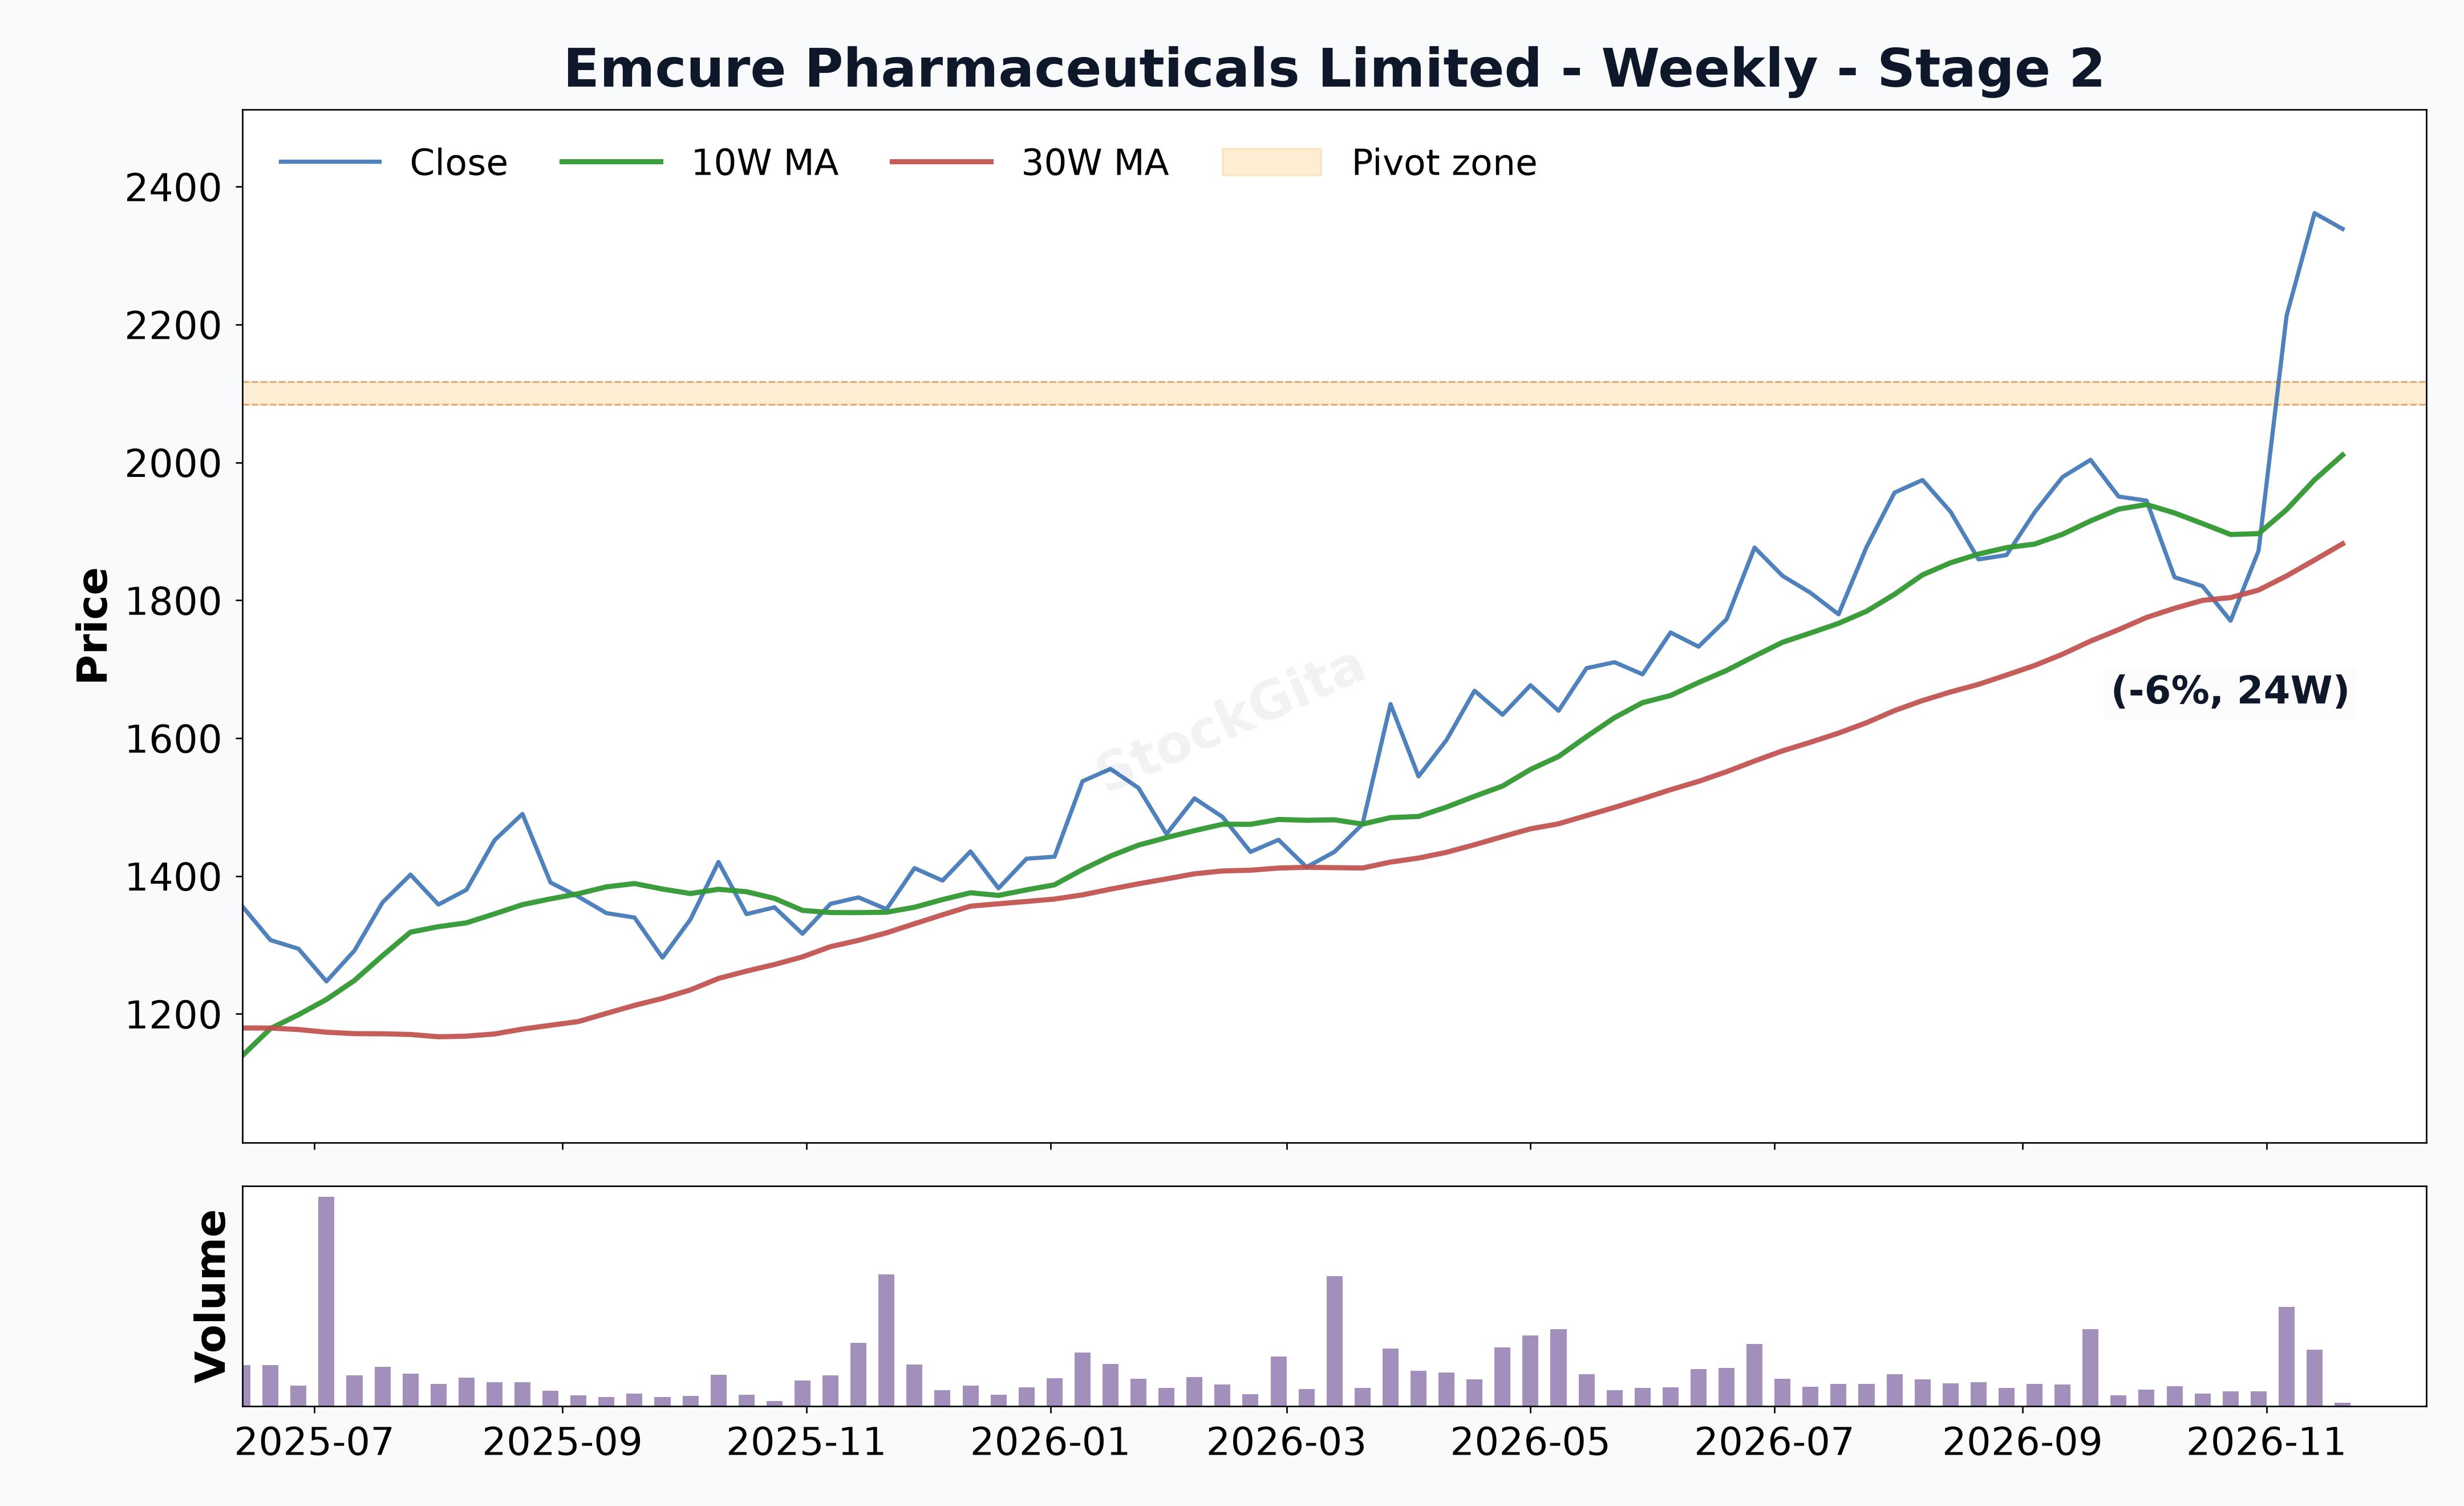 Emcure Pharmaceuticals Limited - Weekly - Stage 2
Close 10W MA 30W MA Pivot zone
2400
2200
2000
1800
1600
1400
1200
Price
StockGita
(-6%, 24W)
Volume
2025-07 2025-09 2025-11 2026-01 2026-03 2026-05 2026-07 2026-09 2026-11